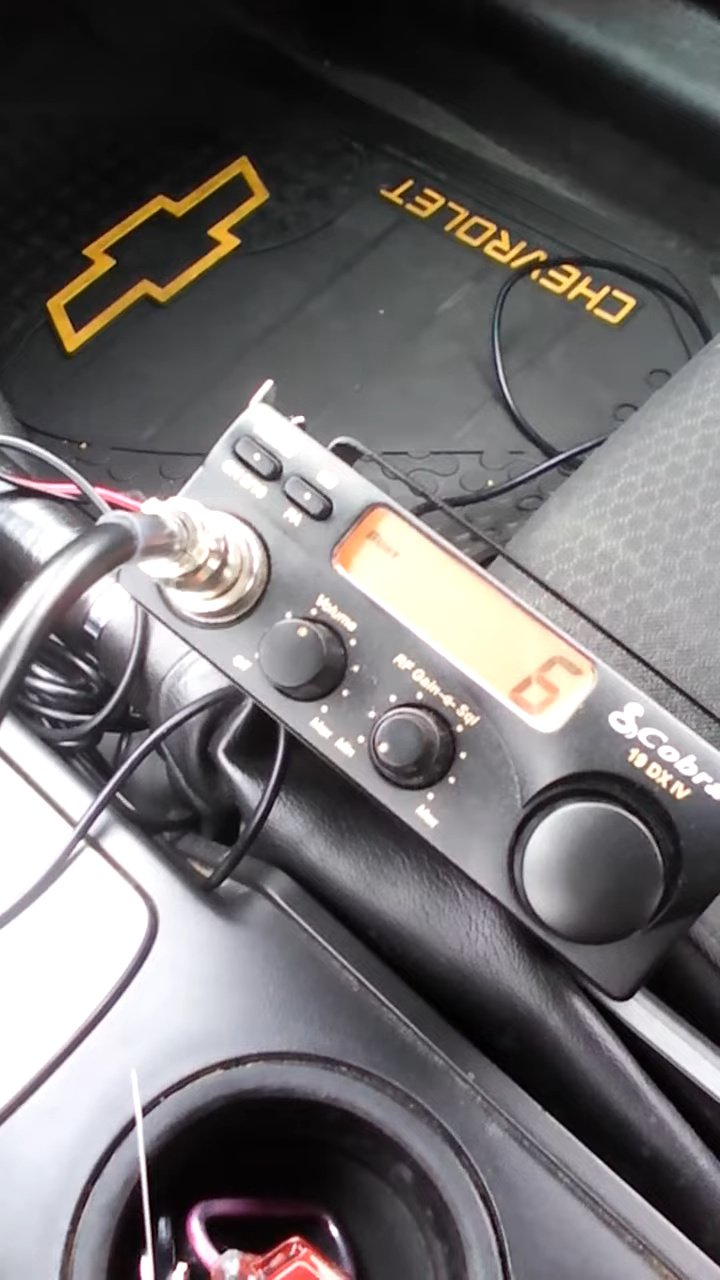 CHEVROLET
Volume
Off
Max
Min
RF Gain-o-Sql
Max
6
Cobra
19 DX IV